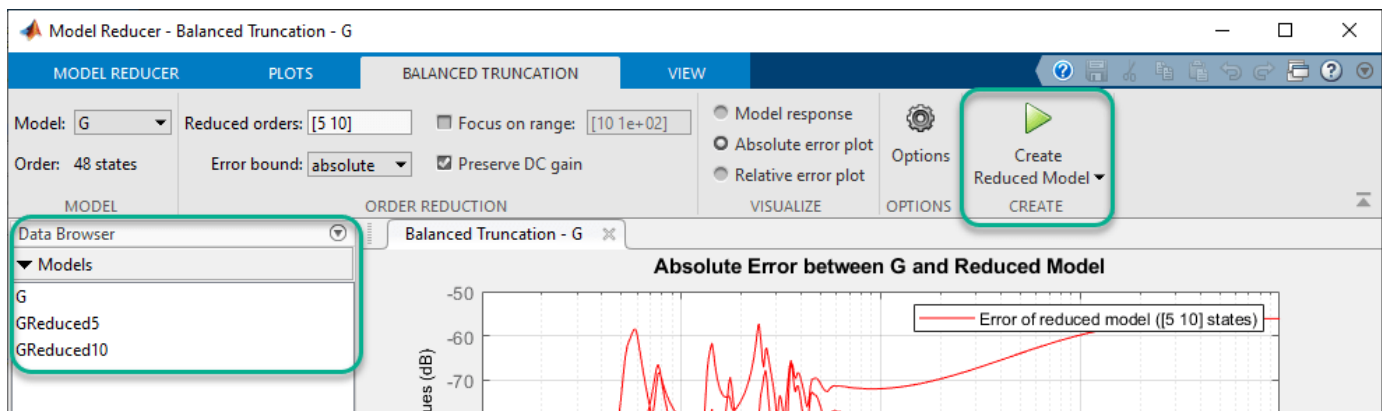 Model Reducer - Balanced Truncation - G
MODEL REDUCER PLOTS BALANCED TRUNCATION VIEW
Model: G Reduced orders: [5 10] Focus on range: [10 1e+02] Model response
Absolute error plot
Order: 48 states Error bound: absolute Preserve DC gain Options Create
Relative error plot Reduced Model
MODEL ORDER REDUCTION VISUALIZE OPTIONS CREATE
Data Browser Balanced Truncation - G
Models
Absolute Error between G and Reduced Model
G
GReduced5
GReduced10
-50
Error of reduced model ([5 10] states)
-60
-70
ues (dB)